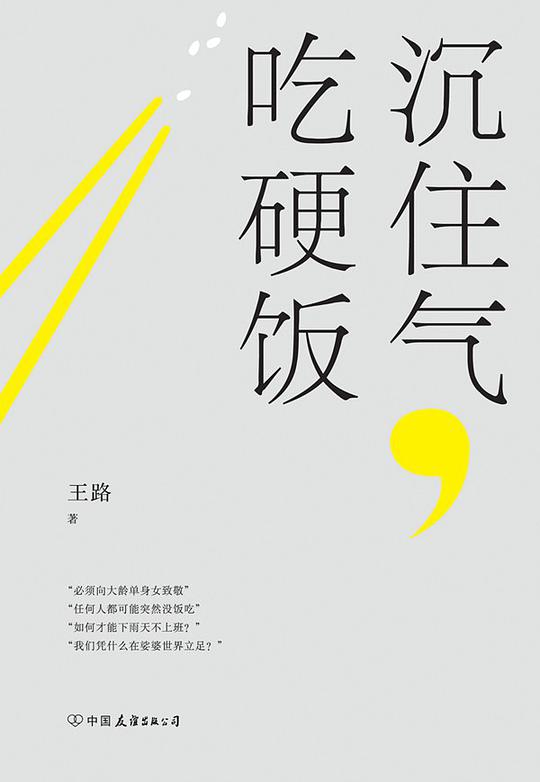 沉住气，
吃硬饭
王路
著
“必须向大龄单身女致敬”
“任何人都可能突然没饭吃”
“如何才能下雨天不上班？”
“我们凭什么在娑婆世界立足？”
中国友谊出版公司